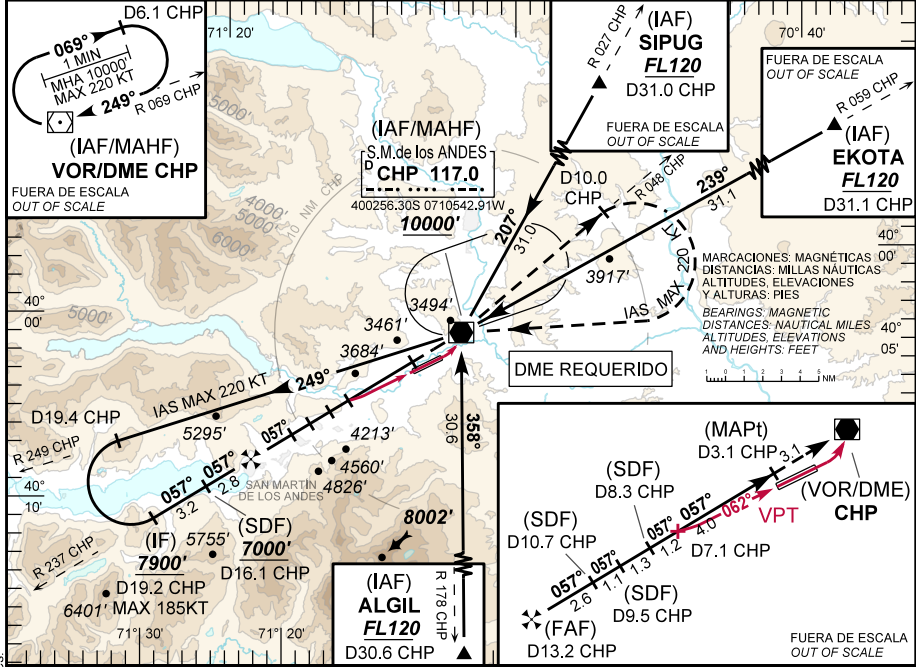 D6.1 CHP
069°
1 MIN
MHA 10000'
MAX 220 KT
249°
R 069 CHP
(IAF/MAHF)
VOR/DME CHP
FUERA DE ESCALA
OUT OF SCALE
71° 20'
(IAF)
SIPUG
FL120
D31.0 CHP
R 027 CHP
FUERA DE ESCALA
OUT OF SCALE
70° 40'
FUERA DE ESCALA
OUT OF SCALE
R 059 CHP
(IAF)
EKOTA
FL120
D31.1 CHP
(IAF/MAHF)
S.M.de los ANDES
D CHP 117.0
400256.30S 0710542.91W
10000'
5000'
4000'
5000'
6000'
10 NM CHP
5000'
D10.0
CHP
R 048 CHP
239°
31.1
207°
31.0
3917'
IAS MAX 220 KT
40°
00'
MARCACIONES: MAGNÉTICAS
DISTANCIAS: MILLAS NÁUTICAS
ALTITUDES, ELEVACIONES
Y ALTURAS: PIES
BEARINGS: MAGNETIC
DISTANCES: NAUTICAL MILES
ALTITUDES, ELEVATIONS
AND HEIGHTS: FEET
40°
05'
1 0 5 NM
40°
00'
3494'
3461'
3684'
DME REQUERIDO
IAS MAX 220 KT
249°
D19.4 CHP
R 249 CHP
5295'
057°
358°
30.6
4213'
4560'
4826'
SAN MARTÍN
DE LOS ANDES
057°
057°
3.2
2.8
40°
10'
(IF)
7900'
D19.2 CHP
MAX 185KT
(SDF)
7000'
D16.1 CHP
5755'
R 237 CHP
6401'
8002'
(IAF)
ALGIL
FL120
D30.6 CHP
R 178 CHP
71° 30'
71° 20'
(MAPt)
D3.1 CHP
3.1
(VOR/DME)
CHP
(SDF)
D8.3 CHP
057°
057°
062°
VPT
4.0
1.2
D7.1 CHP
(SDF)
D10.7 CHP
057°
057°
2.6
1.1
1.3
(SDF)
D9.5 CHP
(FAF)
D13.2 CHP
FUERA DE ESCALA
OUT OF SCALE